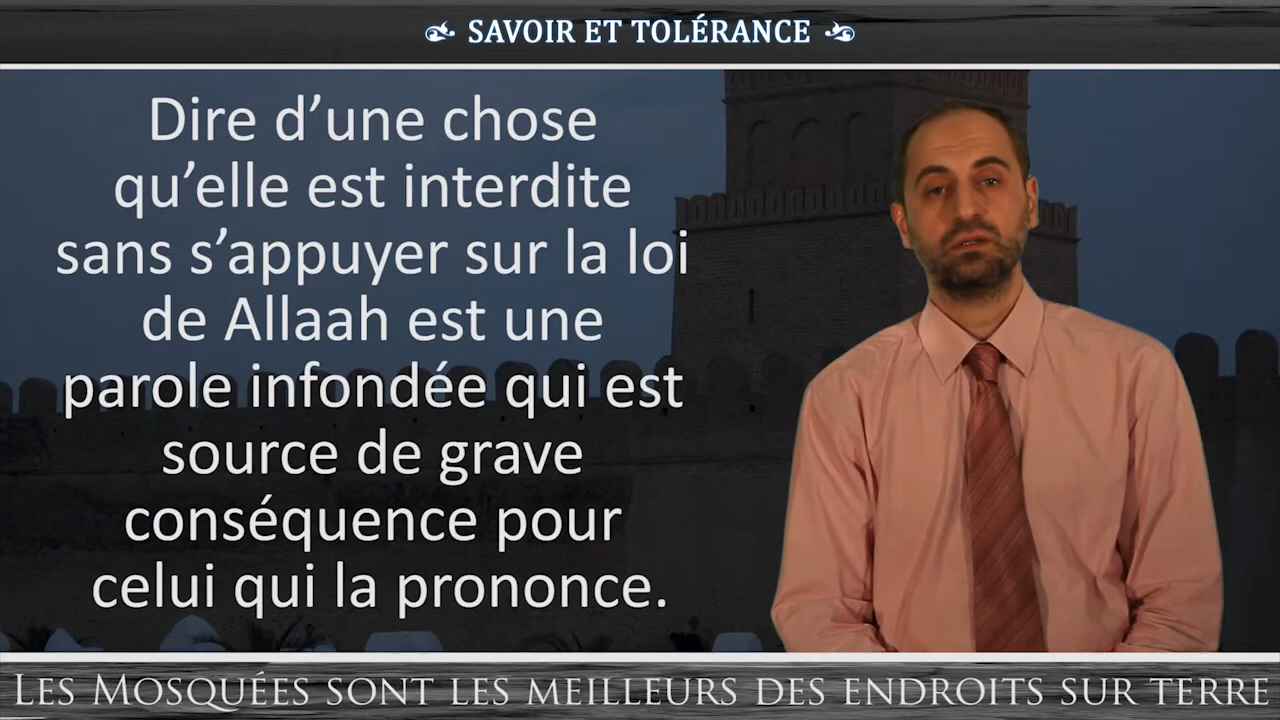 SAVOIR ET TOLÉRANCE
Dire d’une chose
qu’elle est interdite
sans s’appuyer sur la loi
de Allaah est une
parole infondée qui est
source de grave
conséquence pour
celui qui la prononce.
LES MOSQUÉES SONT LES MEILLEURS DES ENDROITS SUR TERRE